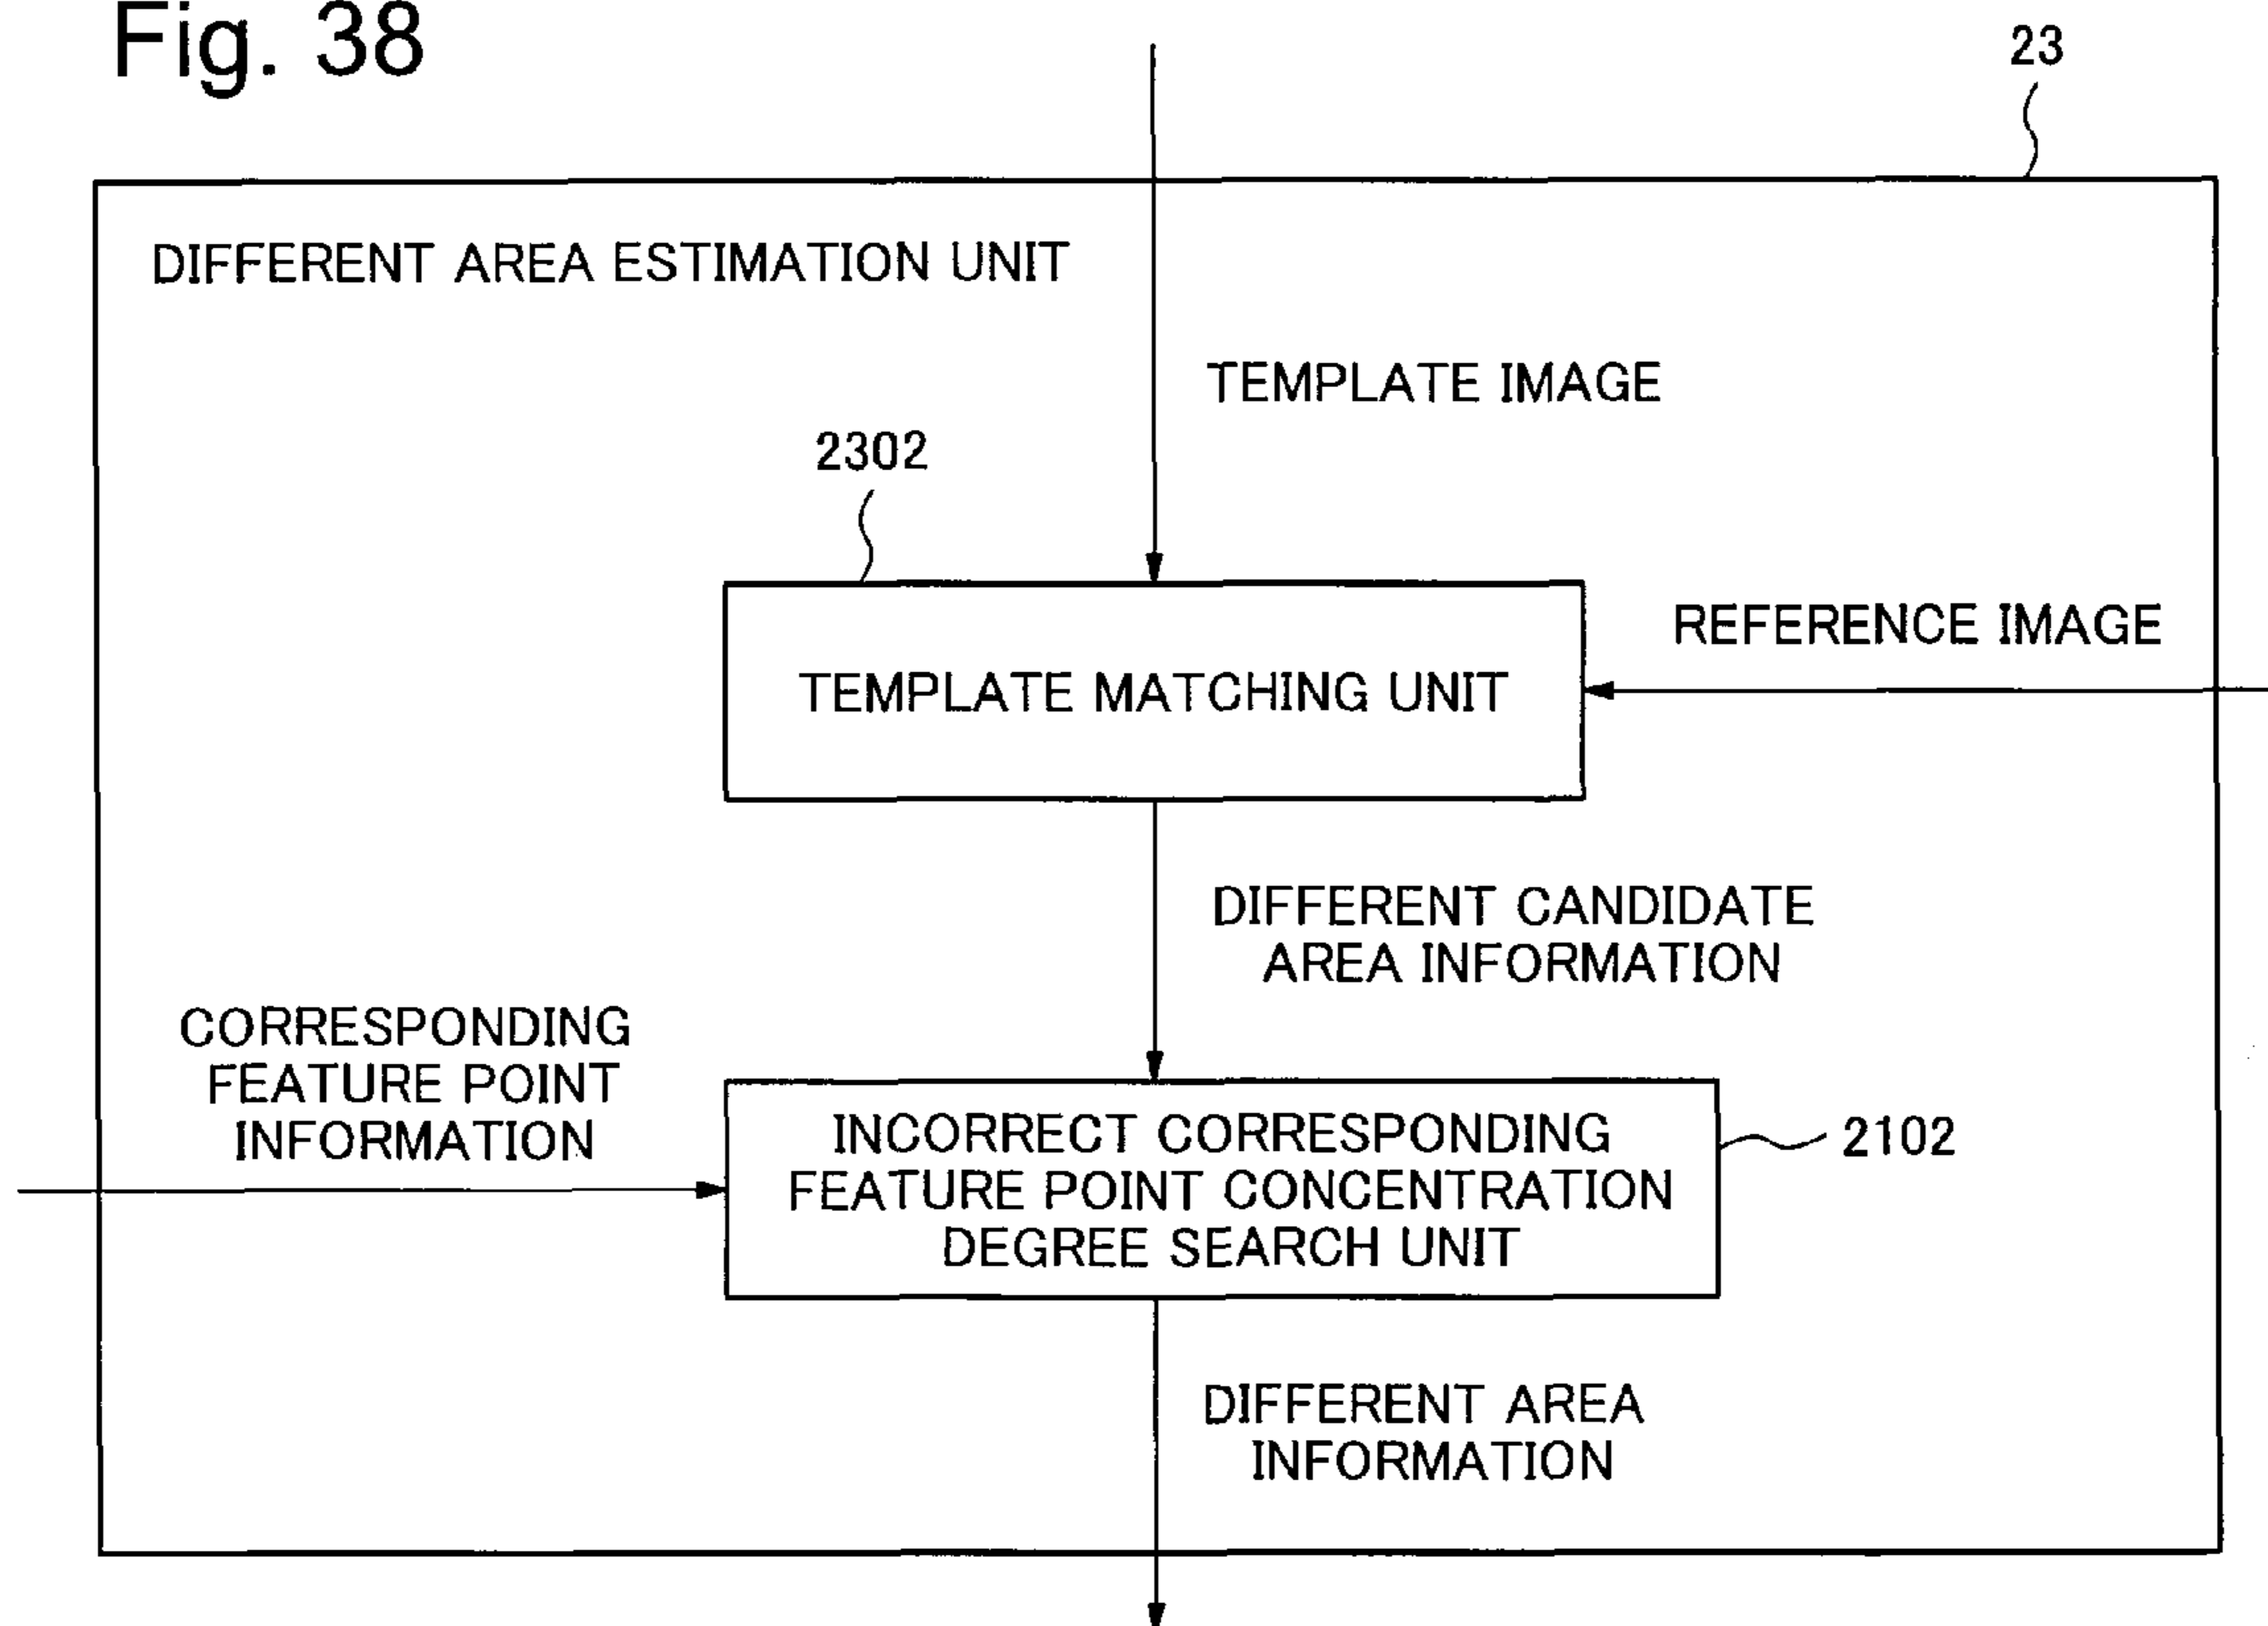 Fig. 38
23
DIFFERENT AREA ESTIMATION UNIT
TEMPLATE IMAGE
2302
REFERENCE IMAGE
TEMPLATE MATCHING UNIT
DIFFERENT CANDIDATE
AREA INFORMATION
CORRESPONDING
FEATURE POINT
INFORMATION
INCORRECT CORRESPONDING
FEATURE POINT CONCENTRATION
DEGREE SEARCH UNIT
2102
DIFFERENT AREA
INFORMATION